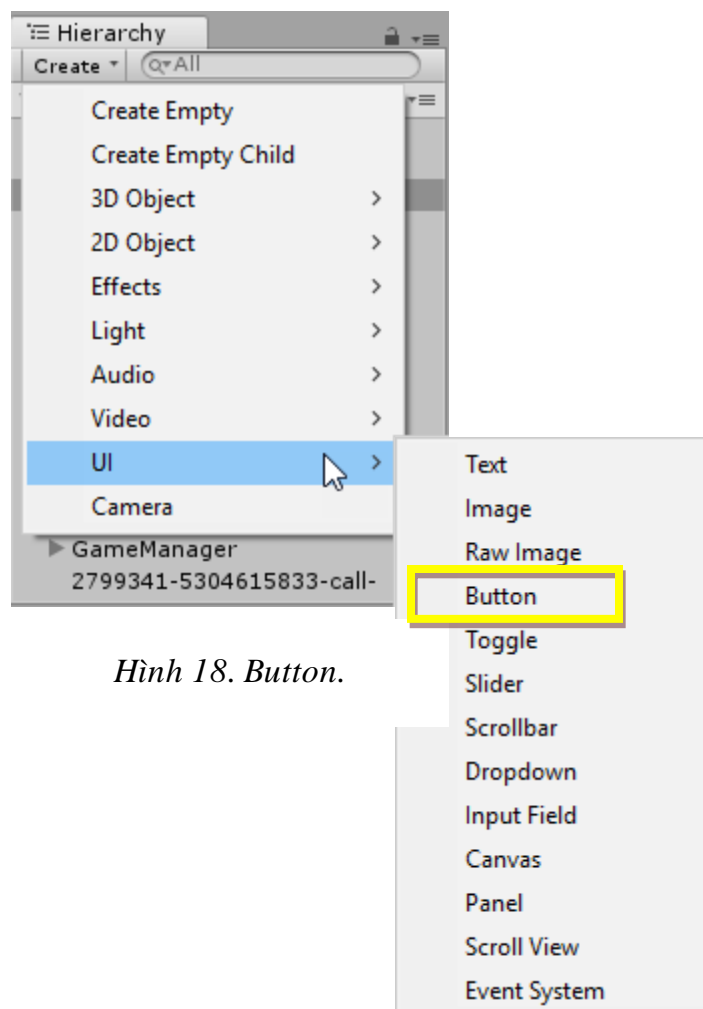 Hierarchy
Create
All
Create Empty
Create Empty Child
3D Object
2D Object
Effects
Light
Audio
Video
UI
Camera
GameManager
2799341-5304615833-call-
Text
Image
Raw Image
Button
Toggle
Slider
Scrollbar
Dropdown
Input Field
Canvas
Panel
Scroll View
Event System
Hình 18. Button.